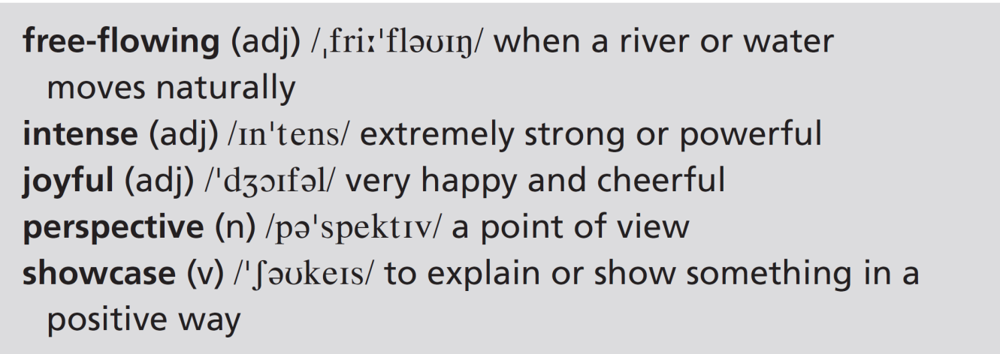 free-flowing (adj) /ˌfriːˈfləʊɪŋ/ when a river or water
moves naturally
intense (adj) /ɪnˈtens/ extremely strong or powerful
joyful (adj) /ˈdʒɔɪfəl/ very happy and cheerful
perspective (n) /pəˈspektɪv/ a point of view
showcase (v) /ˈʃəʊkeɪs/ to explain or show something in a
positive way